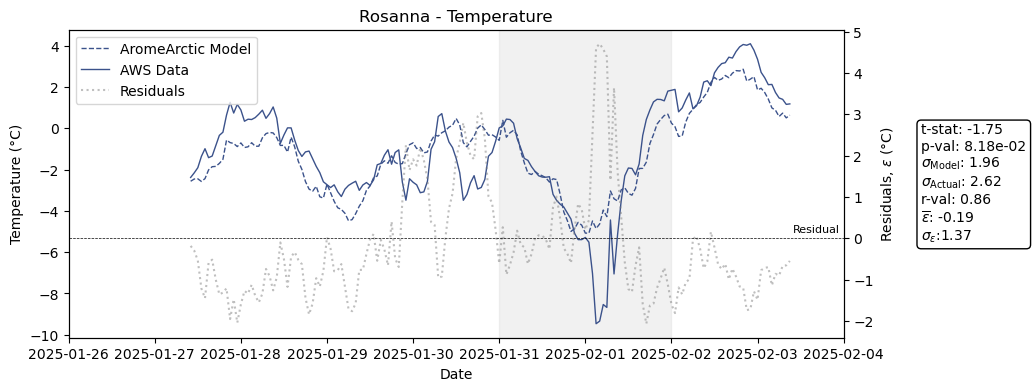 Rosanna - Temperature
AromeArctic Model
AWS Data
Residuals
Temperature (°C)
4
2
0
−2
−4
−6
−8
−10
5
4
3
2
1
0
−1
−2
Residuals, ε (°C)
Residual
2025-01-26 2025-01-27 2025-01-28 2025-01-29 2025-01-30 2025-01-31 2025-02-01 2025-02-02 2025-02-03 2025-02-04
Date
t-stat: -1.75
p-val: 8.18e-02
σModel: 1.96
σActual: 2.62
r-val: 0.86
ε̅: -0.19
σε:1.37